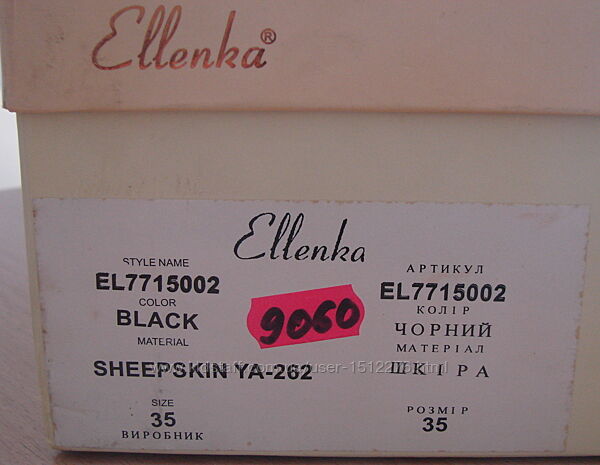 Ellenka®
Ellenka
STYLE NAME
EL7715002
COLOR
BLACK
MATERIAL
SHEEPSKIN YA-262
SIZE
35
ВИРОБНИК
9060
АРТИКУЛ
EL7715002
КОЛІР
ЧОРНИЙ
МАТЕРІАЛ
ШКІРА
РОЗМІР
35